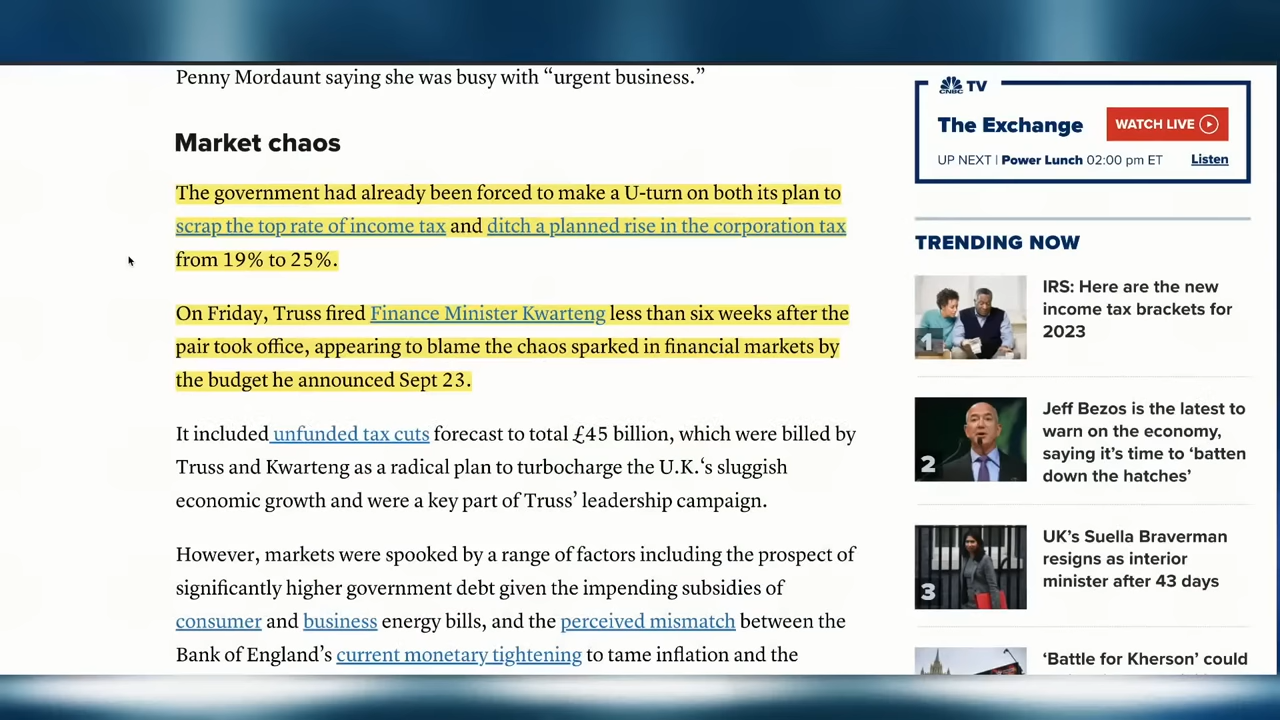 Penny Mordaunt saying she was busy with “urgent business.”
Market chaos
The government had already been forced to make a U-turn on both its plan to
scrap the top rate of income tax and ditch a planned rise in the corporation tax
from 19% to 25%.
On Friday, Truss fired Finance Minister Kwarteng less than six weeks after the
pair took office, appearing to blame the chaos sparked in financial markets by
the budget he announced Sept 23.
It included unfunded tax cuts forecast to total £45 billion, which were billed by
Truss and Kwarteng as a radical plan to turbocharge the U.K.‘s sluggish
economic growth and were a key part of Truss’ leadership campaign.
However, markets were spooked by a range of factors including the prospect of
significantly higher government debt given the impending subsidies of
consumer and business energy bills, and the perceived mismatch between the
Bank of England’s current monetary tightening to tame inflation and the
CNBC TV
The Exchange
WATCH LIVE
UP NEXT | Power Lunch 02:00 pm ET
Listen
TRENDING NOW
1
IRS: Here are the new
income tax brackets for
2023
2
Jeff Bezos is the latest to
warn on the economy,
saying it’s time to ‘batten
down the hatches’
3
UK’s Suella Braverman
resigns as interior
minister after 43 days
‘Battle for Kherson’ could